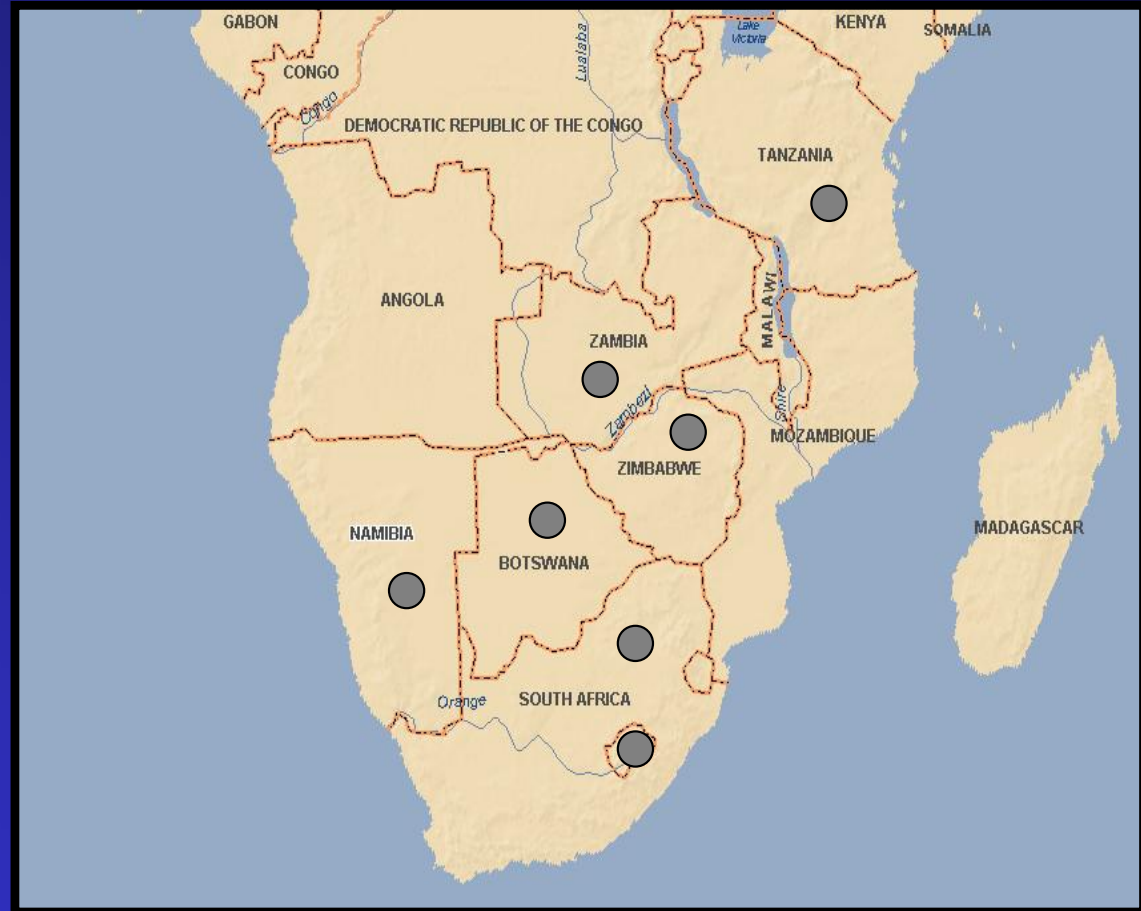 GABON
KENYA
SOMALIA
Lake
Victoria
Lualaba
CONGO
Congo
DEMOCRATIC REPUBLIC OF THE CONGO
TANZANIA
ANGOLA
MALAWI
ZAMBIA
Zambezi
Shire
MOZAMBIQUE
ZIMBABWE
MADAGASCAR
NAMIBIA
BOTSWANA
Orange
SOUTH AFRICA